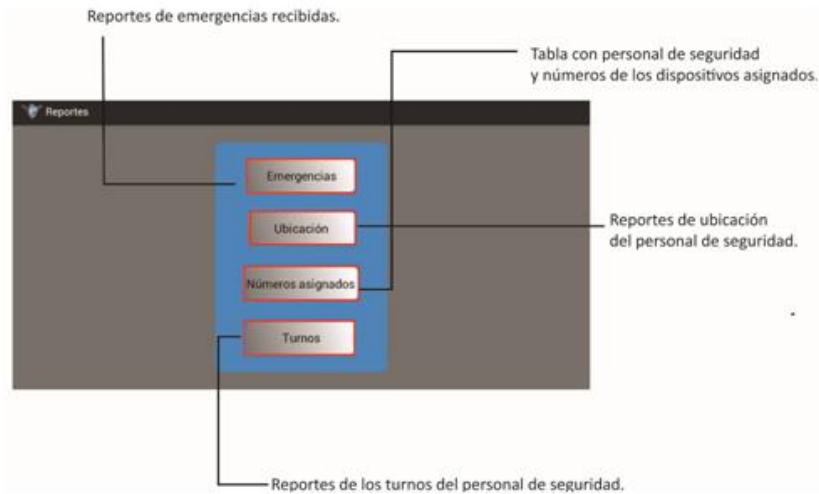 Reportes de emergencias recibidas.
Tabla con personal de seguridad
y números de los dispositivos asignados.
Reportes
Emergencias
Ubicación
Reportes de ubicación
del personal de seguridad.
Números asignados
Turnos
Reportes de los turnos del personal de seguridad.